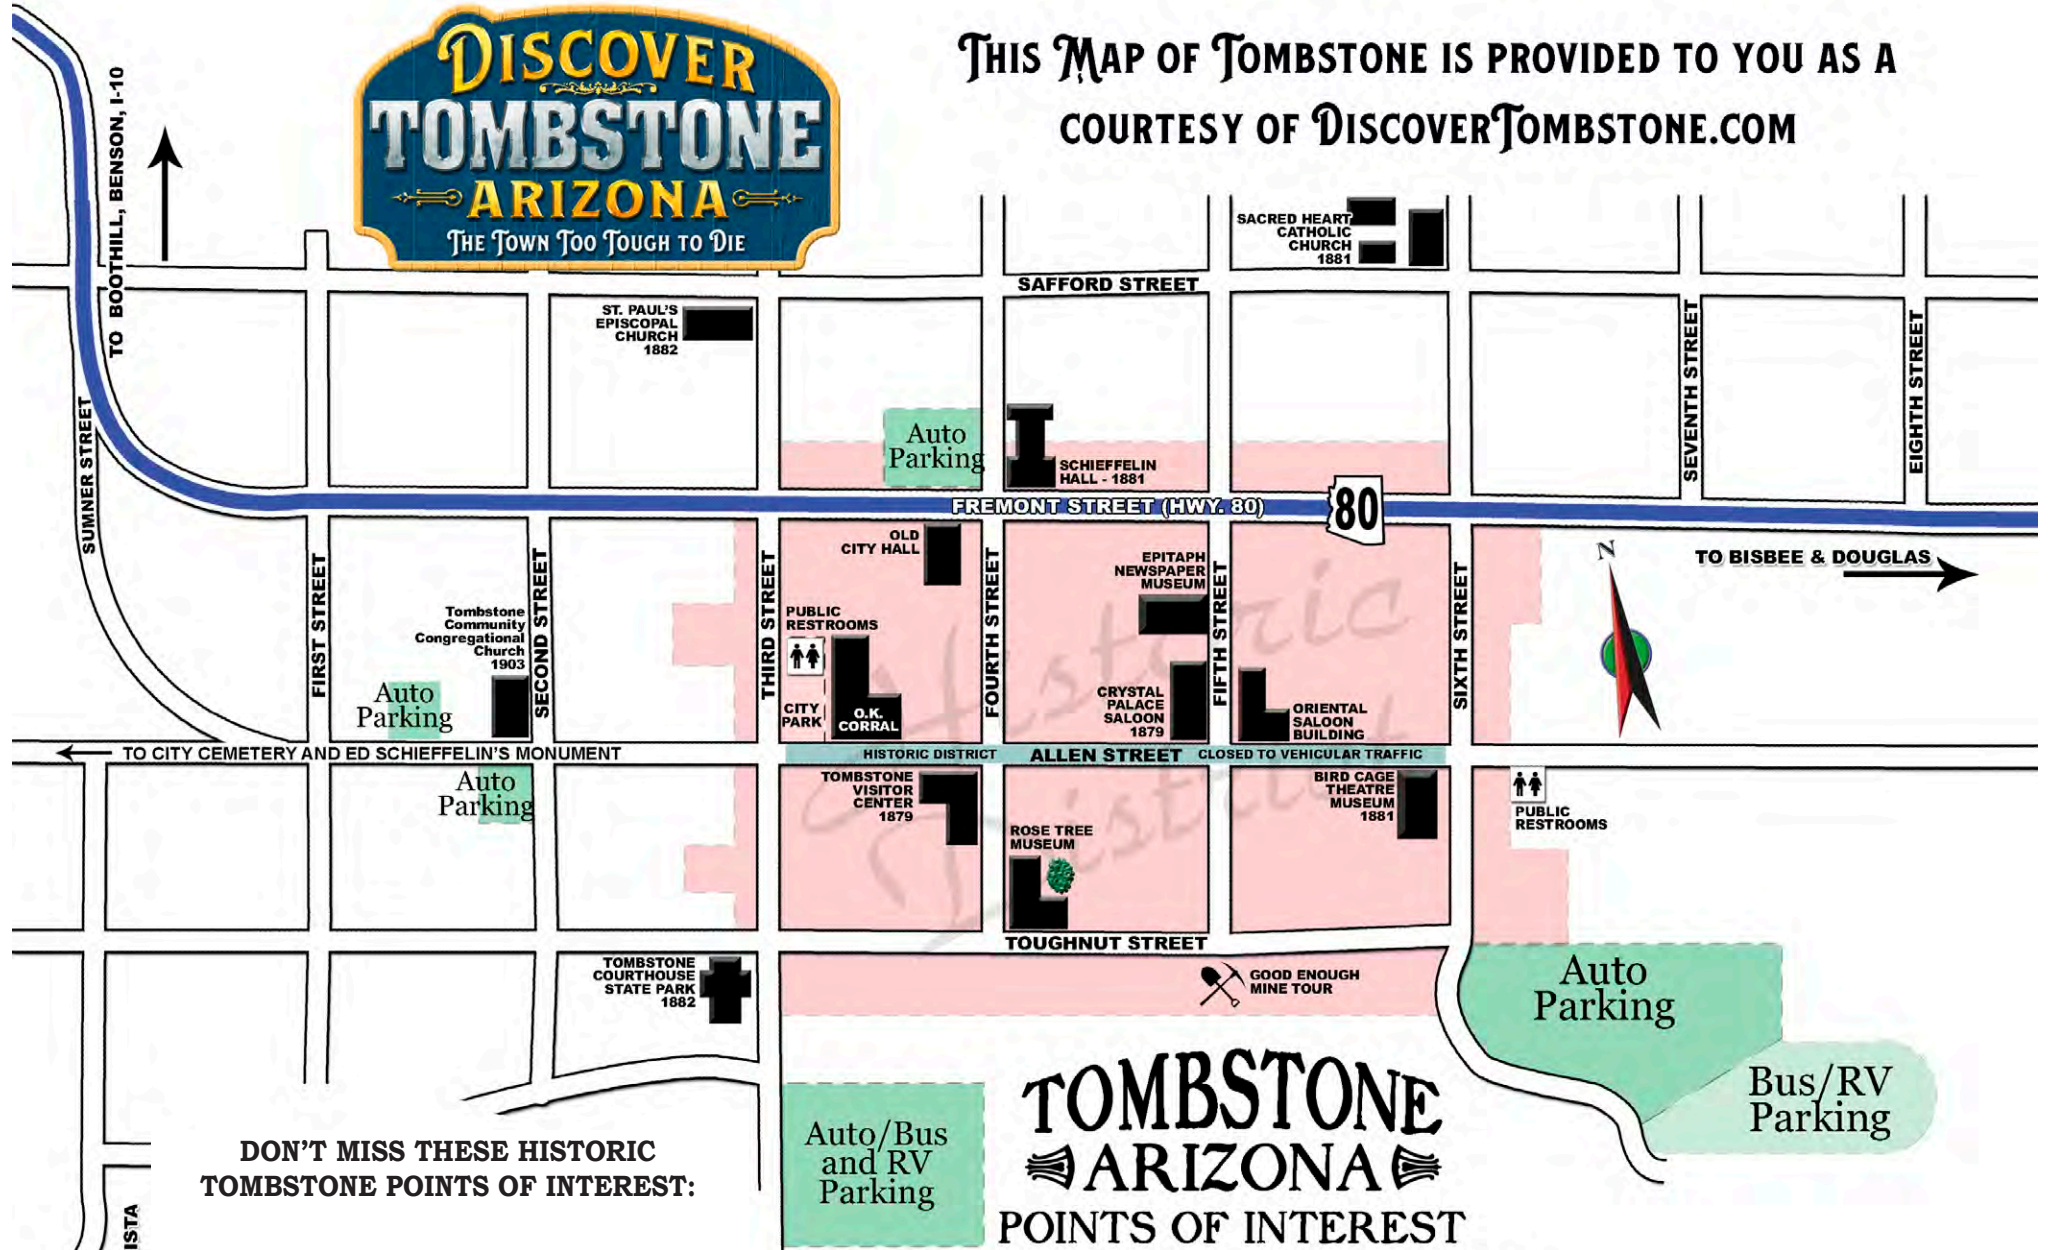 DISCOVER
TOMBSTONE
ARIZONA
THE TOWN TOO TOUGH TO DIE
THIS MAP OF TOMBSTONE IS PROVIDED TO YOU AS A
COURTESY OF DISCOVERTOMBSTONE.COM
TO BOOTHILL, BENSON, I-10
SACRED HEART
CATHOLIC
CHURCH
1881
SAFFORD STREET
ST. PAUL'S
EPISCOPAL
CHURCH
1882
SUMNER STREET
SEVENTH STREET
EIGHTH STREET
Auto
Parking
SCHIEFFELIN
HALL - 1881
FREMONT STREET (HWY. 80)
80
OLD
CITY HALL
EPITAPH
NEWSPAPER
MUSEUM
N
TO BISBEE & DOUGLAS
FIRST STREET
SECOND STREET
THIRD STREET
FOURTH STREET
FIFTH STREET
SIXTH STREET
Historic
District
Tombstone
Community
Congregational
Church
1903
PUBLIC
RESTROOMS
Auto
Parking
CITY
PARK
O.K.
CORRAL
CRYSTAL
PALACE
SALOON
1879
ORIENTAL
SALOON
BUILDING
TO CITY CEMETERY AND ED SCHIEFFELIN'S MONUMENT
HISTORIC DISTRICT
ALLEN STREET
CLOSED TO VEHICULAR TRAFFIC
Auto
Parking
TOMBSTONE
VISITOR
CENTER
1879
BIRD CAGE
THEATRE
MUSEUM
1881
PUBLIC
RESTROOMS
ROSE TREE
MUSEUM
TOUGHNUT STREET
TOMBSTONE
COURTHOUSE
STATE PARK
1882
GOOD ENOUGH
MINE TOUR
Auto
Parking
Bus/RV
Parking
Auto/Bus
and RV
Parking
DON'T MISS THESE HISTORIC
TOMBSTONE POINTS OF INTEREST:
TOMBSTONE
ARIZONA
POINTS OF INTEREST
ISTA